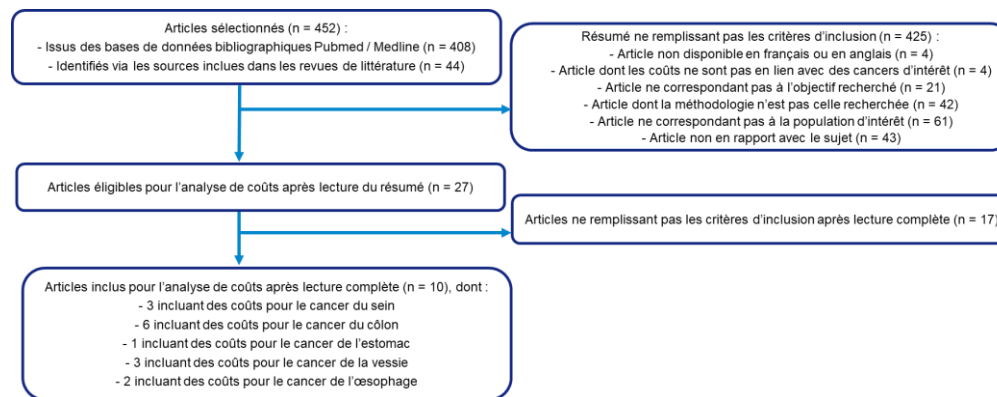 Articles sélectionnés (n = 452) :
- Issus des bases de données bibliographiques Pubmed / Medline (n = 408)
- Identifiés via les sources inclues dans les revues de littérature (n = 44)
Résumé ne remplissant pas les critères d'inclusion (n = 425) :
- Article non disponible en français ou en anglais (n = 4)
- Article dont les coûts ne sont pas en lien avec des cancers d'intérêt (n = 4)
- Article ne correspondant pas à l'objectif recherché (n = 21)
- Article dont la méthodologie n'est pas celle recherchée (n = 42)
- Article ne correspondant pas à la population d'intérêt (n = 61)
- Article non en rapport avec le sujet (n = 43)
Articles éligibles pour l'analyse de coûts après lecture du résumé (n = 27)
Articles ne remplissant pas les critères d'inclusion après lecture complète (n = 17)
Articles inclus pour l'analyse de coûts après lecture complète (n = 10), dont :
- 3 incluant des coûts pour le cancer du sein
- 6 incluant des coûts pour le cancer du côlon
- 1 incluant des coûts pour le cancer de l'estomac
- 3 incluant des coûts pour le cancer de la vessie
- 2 incluant des coûts pour le cancer de l'œsophage